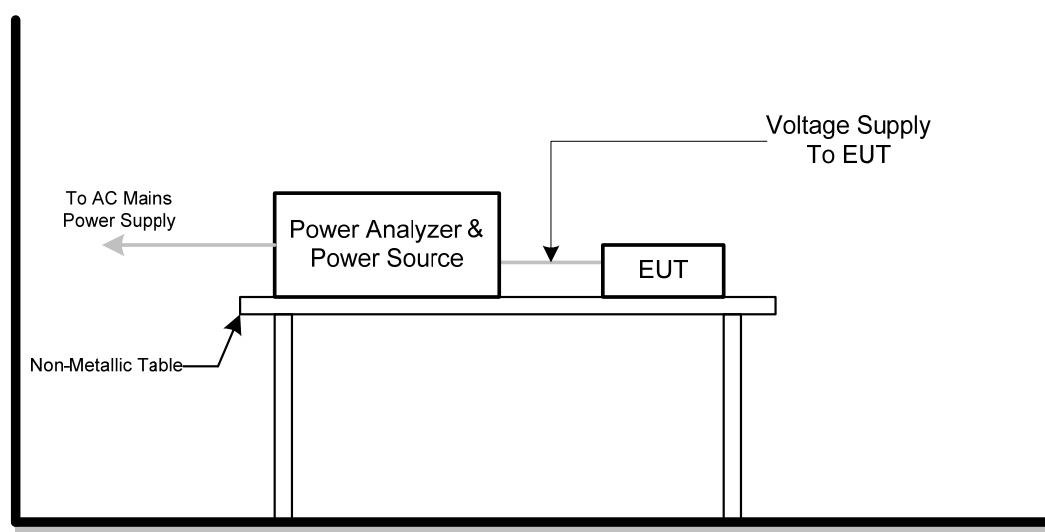 Voltage Supply
To EUT
To AC Mains
Power Supply
Power Analyzer &
Power Source
EUT
Non-Metallic Table